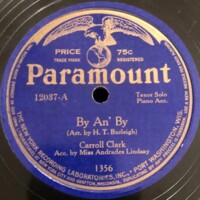 PRICE 75c
TRADE MARK REGISTERED
Paramount
12037-A
Tenor Solo
Piano Acc.
By An' By
(Arr. by H. T. Burleigh)
Carroll Clark
Acc. by Miss Andrades Lindsay
1356
THE NEW YORK RECORDING LABORATORIES, INC. PORT WASHINGTON, WIS.